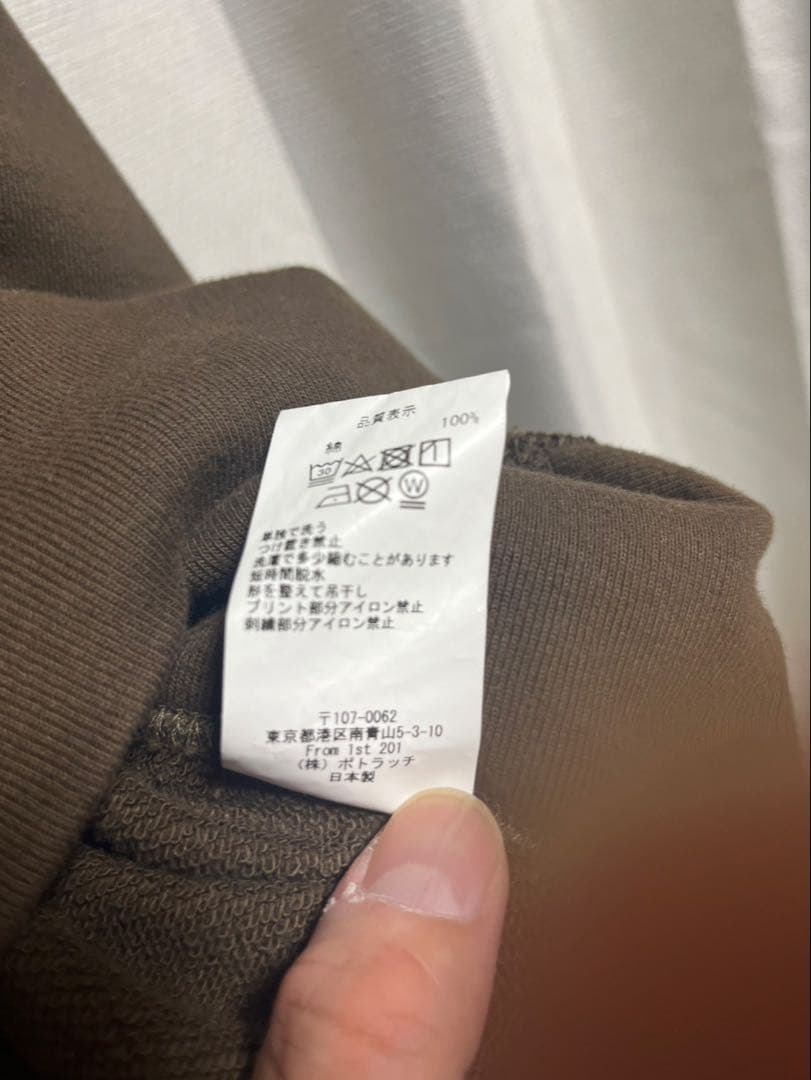 品質表示
綿 100%
30
W
単独で洗う
つけ置き禁止
洗濯で多少縮むことがあります
短時間脱水
形を整えて吊干し
プリント部分アイロン禁止
刺繍部分アイロン禁止
〒107-0062
東京都港区南青山5-3-10
From 1st 201
(株) ポトラッチ
日本製